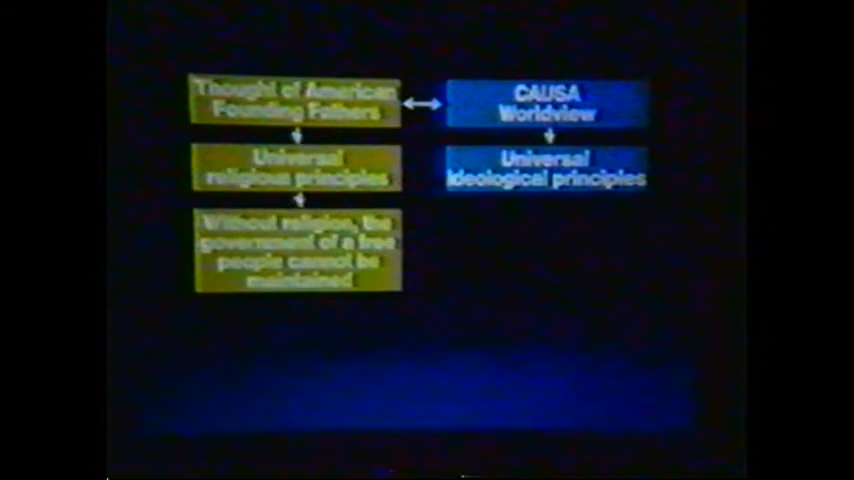 Thought of American
Founding Fathers
CAUSA
Worldview
Universal
religious principles
Universal
ideological principles
Without religion, the
government of a free
people cannot be
maintained